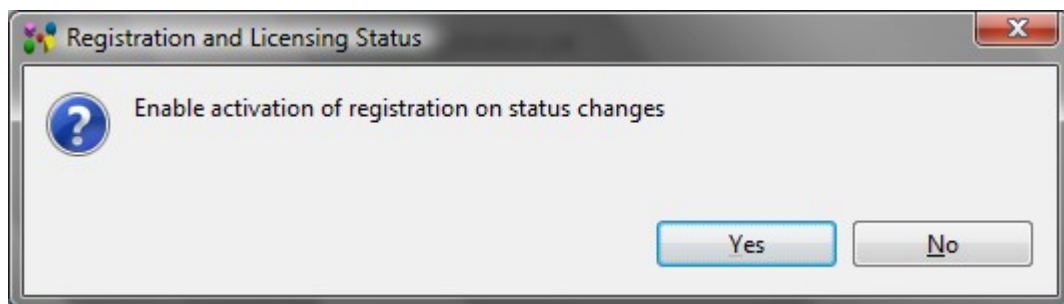 Registration and Licensing Status
Enable activation of registration on status changes
Yes
No